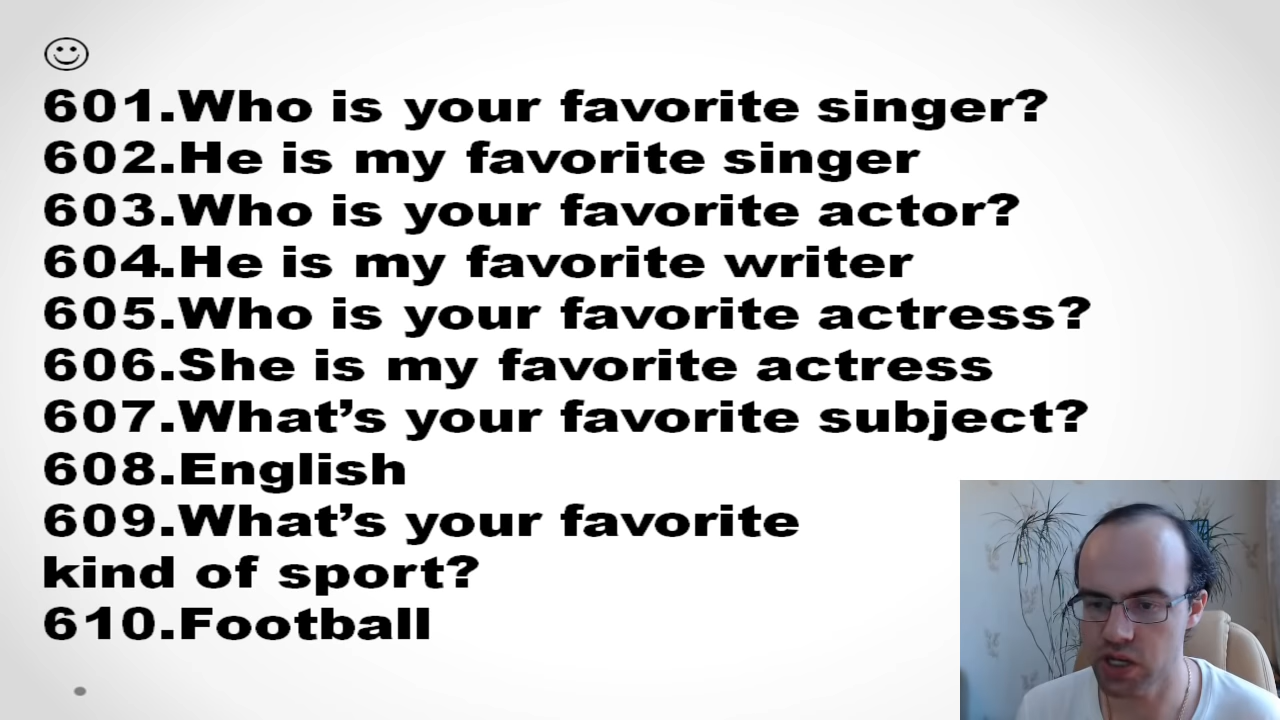 601.Who is your favorite singer?
602.He is my favorite singer
603.Who is your favorite actor?
604.He is my favorite writer
605.Who is your favorite actress?
606.She is my favorite actress
607.What’s your favorite subject?
608.English
609.What’s your favorite
kind of sport?
610.Football